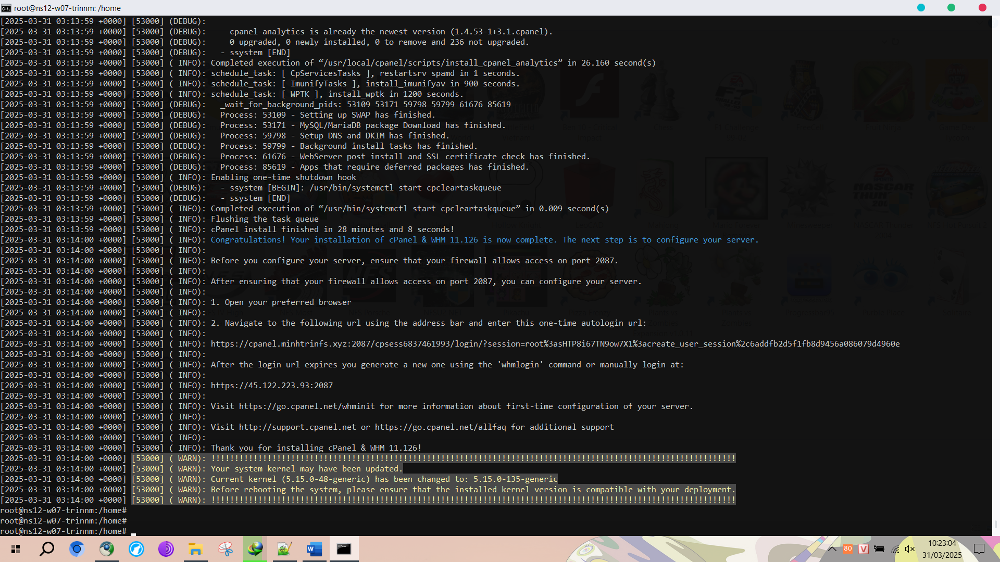 root@ns12-w07-trinnm: /home
[2025-03-31 03:13:59 +0000] [53000] (DEBUG):
[2025-03-31 03:13:59 +0000] [53000] (DEBUG):     cpanel-analytics is already the newest version (1.4.53-1+3.1.cpanel).
[2025-03-31 03:13:59 +0000] [53000] (DEBUG):     0 upgraded, 0 newly installed, 0 to remove and 236 not upgraded.
[2025-03-31 03:13:59 +0000] [53000] (DEBUG):   - ssystem [END]
[2025-03-31 03:13:59 +0000] [53000] ( INFO): Completed execution of “/usr/local/cpanel/scripts/install_cpanel_analytics” in 26.160 second(s)
[2025-03-31 03:13:59 +0000] [53000] ( INFO): schedule_task: [ CpServicesTasks ], restartsrv spamd in 1 seconds.
[2025-03-31 03:13:59 +0000] [53000] ( INFO): schedule_task: [ ImunifyTasks ], install_imunifyav in 900 seconds.
[2025-03-31 03:13:59 +0000] [53000] ( INFO): schedule_task: [ WPTK ], install_wptk in 1200 seconds.
[2025-03-31 03:13:59 +0000] [53000] (DEBUG):   _wait_for_background_pids: 53109 53171 59798 59799 61676 85619
[2025-03-31 03:13:59 +0000] [53000] (DEBUG):   Process: 53109 - Setting up SWAP has finished.
[2025-03-31 03:13:59 +0000] [53000] (DEBUG):   Process: 53171 - MySQL/MariaDB package Download has finished.
[2025-03-31 03:13:59 +0000] [53000] (DEBUG):   Process: 59798 - Setup DNS and DKIM has finished.
[2025-03-31 03:13:59 +0000] [53000] (DEBUG):   Process: 59799 - Background install tasks has finished.
[2025-03-31 03:13:59 +0000] [53000] (DEBUG):   Process: 61676 - WebServer post install and SSL certificate check has finished.
[2025-03-31 03:13:59 +0000] [53000] (DEBUG):   Process: 85619 - Apps that require deferred packages has finished.
[2025-03-31 03:13:59 +0000] [53000] ( INFO): Enabling one-time shutdown hook
[2025-03-31 03:13:59 +0000] [53000] (DEBUG):   - ssystem [BEGIN]: /usr/bin/systemctl start cpcleartaskqueue
[2025-03-31 03:13:59 +0000] [53000] (DEBUG):   - ssystem [END]
[2025-03-31 03:13:59 +0000] [53000] ( INFO): Completed execution of “/usr/bin/systemctl start cpcleartaskqueue” in 0.009 second(s)
[2025-03-31 03:13:59 +0000] [53000] ( INFO): Flushing the task queue
[2025-03-31 03:13:59 +0000] [53000] ( INFO): cPanel install finished in 28 minutes and 8 seconds!
[2025-03-31 03:14:00 +0000] [53000] ( INFO): Congratulations! Your installation of cPanel & WHM 11.126 is now complete. The next step is to configure your server.
[2025-03-31 03:14:00 +0000] [53000] ( INFO):
[2025-03-31 03:14:00 +0000] [53000] ( INFO): Before you configure your server, ensure that your firewall allows access on port 2087.
[2025-03-31 03:14:00 +0000] [53000] ( INFO):
[2025-03-31 03:14:00 +0000] [53000] ( INFO): After ensuring that your firewall allows access on port 2087, you can configure your server.
[2025-03-31 03:14:00 +0000] [53000] ( INFO):
[2025-03-31 03:14:00 +0000] [53000] ( INFO): 1. Open your preferred browser
[2025-03-31 03:14:00 +0000] [53000] ( INFO):
[2025-03-31 03:14:00 +0000] [53000] ( INFO): 2. Navigate to the following url using the address bar and enter this one-time autologin url:
[2025-03-31 03:14:00 +0000] [53000] ( INFO):
[2025-03-31 03:14:00 +0000] [53000] ( INFO): https://cpanel.minhtrinfs.xyz:2087/cpsess6837461993/login/?session=root%3asHTP8i67TN9ow7X1%3acreate_user_session%2c6addfb2d5f1fb8d9456a086079d4960e
[2025-03-31 03:14:00 +0000] [53000] ( INFO):
[2025-03-31 03:14:00 +0000] [53000] ( INFO): After the login url expires you generate a new one using the 'whmlogin' command or manually login at:
[2025-03-31 03:14:00 +0000] [53000] ( INFO):
[2025-03-31 03:14:00 +0000] [53000] ( INFO): https://45.122.223.93:2087
[2025-03-31 03:14:00 +0000] [53000] ( INFO):
[2025-03-31 03:14:00 +0000] [53000] ( INFO): Visit https://go.cpanel.net/whminit for more information about first-time configuration of your server.
[2025-03-31 03:14:00 +0000] [53000] ( INFO):
[2025-03-31 03:14:00 +0000] [53000] ( INFO): Visit http://support.cpanel.net or https://go.cpanel.net/allfaq for additional support
[2025-03-31 03:14:00 +0000] [53000] ( INFO):
[2025-03-31 03:14:00 +0000] [53000] ( INFO): Thank you for installing cPanel & WHM 11.126!
[2025-03-31 03:14:00 +0000] [53000] ( WARN): !!!!!!!!!!!!!!!!!!!!!!!!!!!!!!!!!!!!!!!!!!!!!!!!!!!!!!!!!!!!!!!!!!!!!!!!!!!!!!!!!!!!!!!!!!!!!!!!!!!!!!!!!!!!!!!!
[2025-03-31 03:14:00 +0000] [53000] ( WARN): Your system kernel may have been updated.
[2025-03-31 03:14:00 +0000] [53000] ( WARN): Current kernel (5.15.0-48-generic) has been changed to: 5.15.0-135-generic
[2025-03-31 03:14:00 +0000] [53000] ( WARN): Before rebooting the system, please ensure that the installed kernel version is compatible with your deployment.
[2025-03-31 03:14:00 +0000] [53000] ( WARN): !!!!!!!!!!!!!!!!!!!!!!!!!!!!!!!!!!!!!!!!!!!!!!!!!!!!!!!!!!!!!!!!!!!!!!!!!!!!!!!!!!!!!!!!!!!!!!!!!!!!!!!!!!!!!!!!
root@ns12-w07-trinnm:/home#
root@ns12-w07-trinnm:/home#
root@ns12-w07-trinnm:/home#
80
10:23:04
31/03/2025